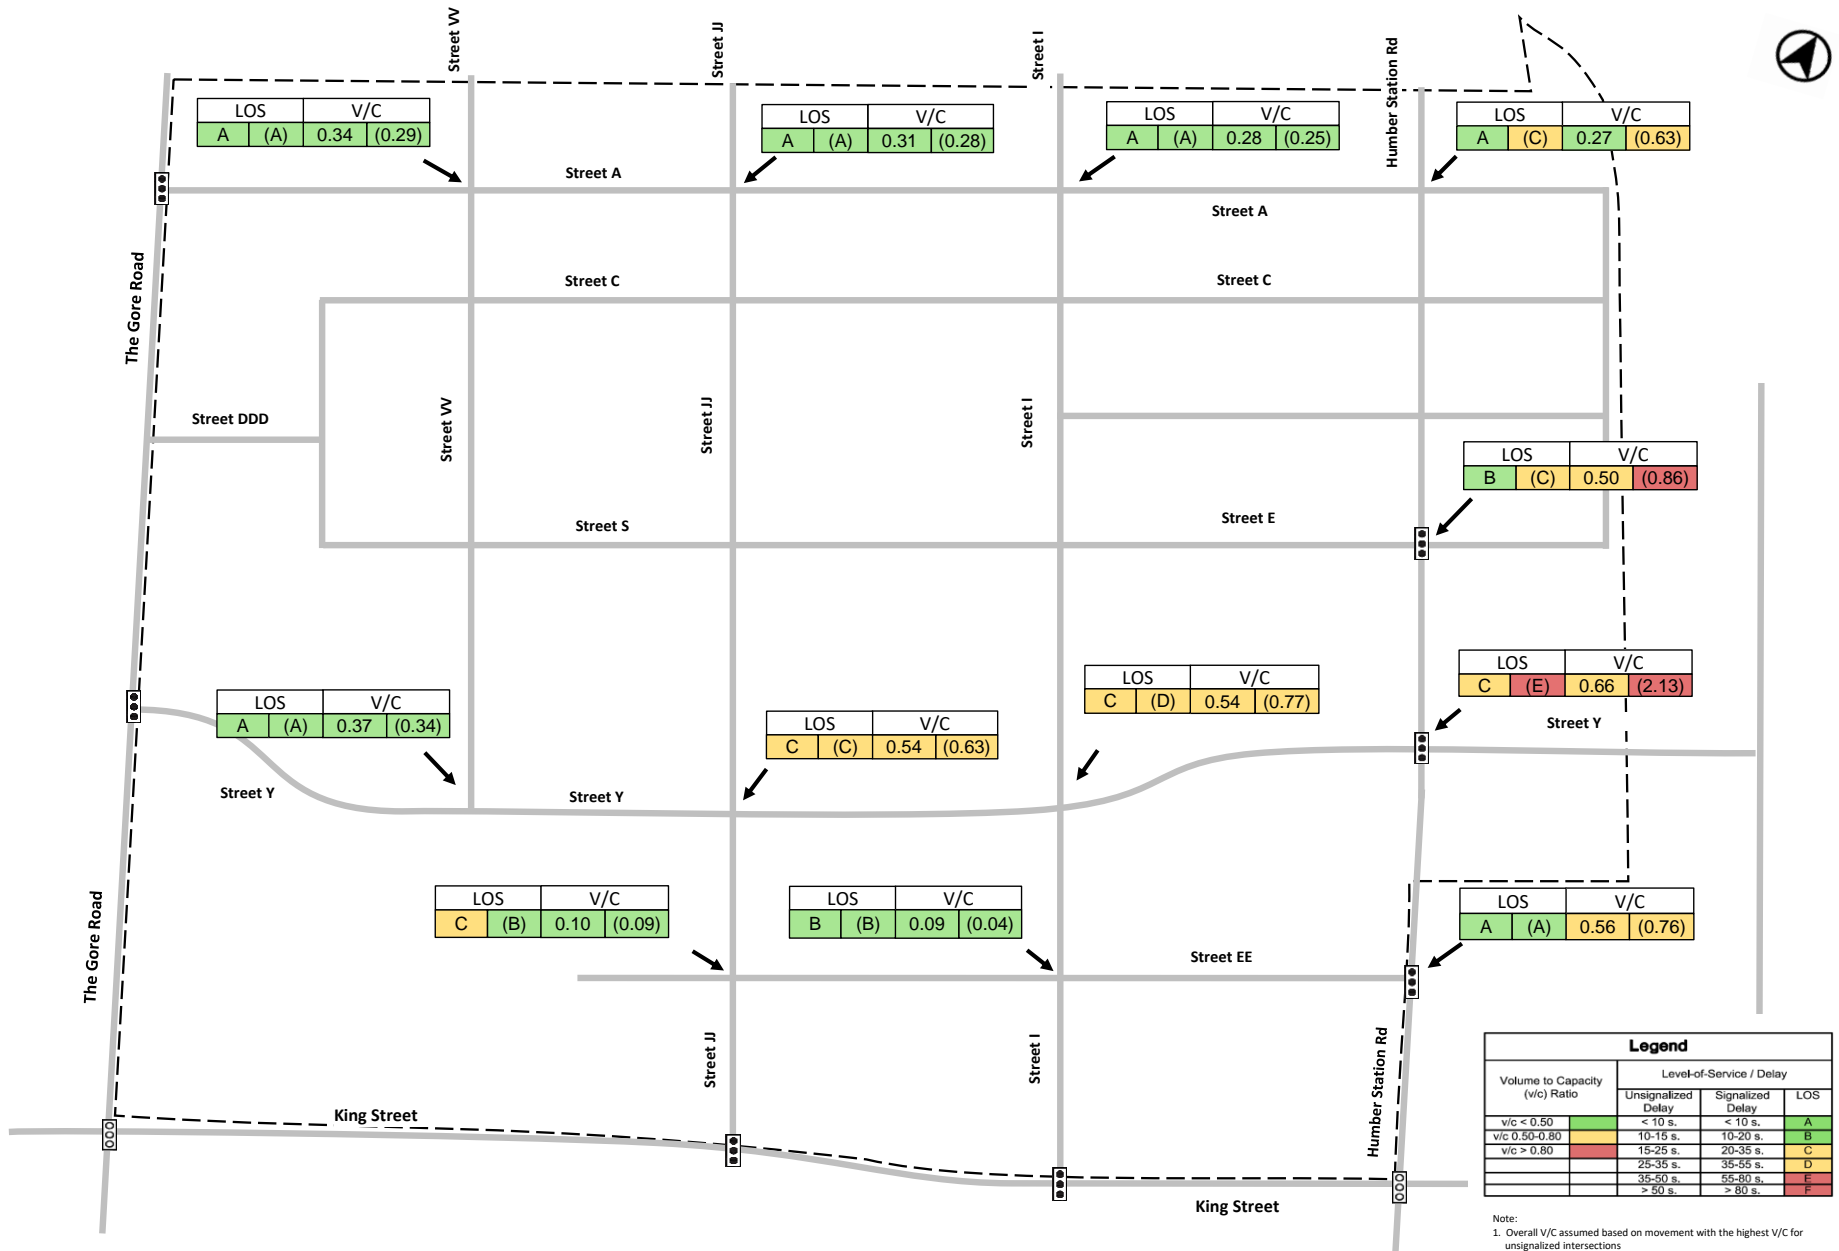 Street VV
Street JJ
Street I
Humber Station Rd
LOS V/C
A (A) 0.34 (0.29)
LOS V/C
A (A) 0.31 (0.28)
LOS V/C
A (A) 0.28 (0.25)
LOS V/C
A (C) 0.27 (0.63)
Street A
Street A
The Gore Road
Street C
Street C
Street DDD
Street VV
Street JJ
Street I
LOS V/C
B (C) 0.50 (0.86)
Street S
Street E
LOS V/C
A (A) 0.37 (0.34)
LOS V/C
C (C) 0.54 (0.63)
LOS V/C
C (D) 0.54 (0.77)
LOS V/C
C (E) 0.66 (2.13)
Street Y
Street Y
Street Y
The Gore Road
LOS V/C
C (B) 0.10 (0.09)
LOS V/C
B (B) 0.09 (0.04)
LOS V/C
A (A) 0.56 (0.76)
Street EE
Street JJ
Street I
Humber Station Rd
King Street
King Street
Legend
Volume to Capacity
(v/c) Ratio
Level-of-Service / Delay
Unsignalized
Delay
Signalized
Delay
LOS
v/c < 0.50 < 10 s. < 10 s. A
v/c 0.50-0.80 10-15 s. 10-20 s. B
v/c > 0.80 15-25 s. 20-35 s. C
25-35 s. 35-55 s. D
35-50 s. 55-80 s. E
> 50 s. > 80 s. F
Note:
1. Overall V/C assumed based on movement with the highest V/C for
unsignalized intersections